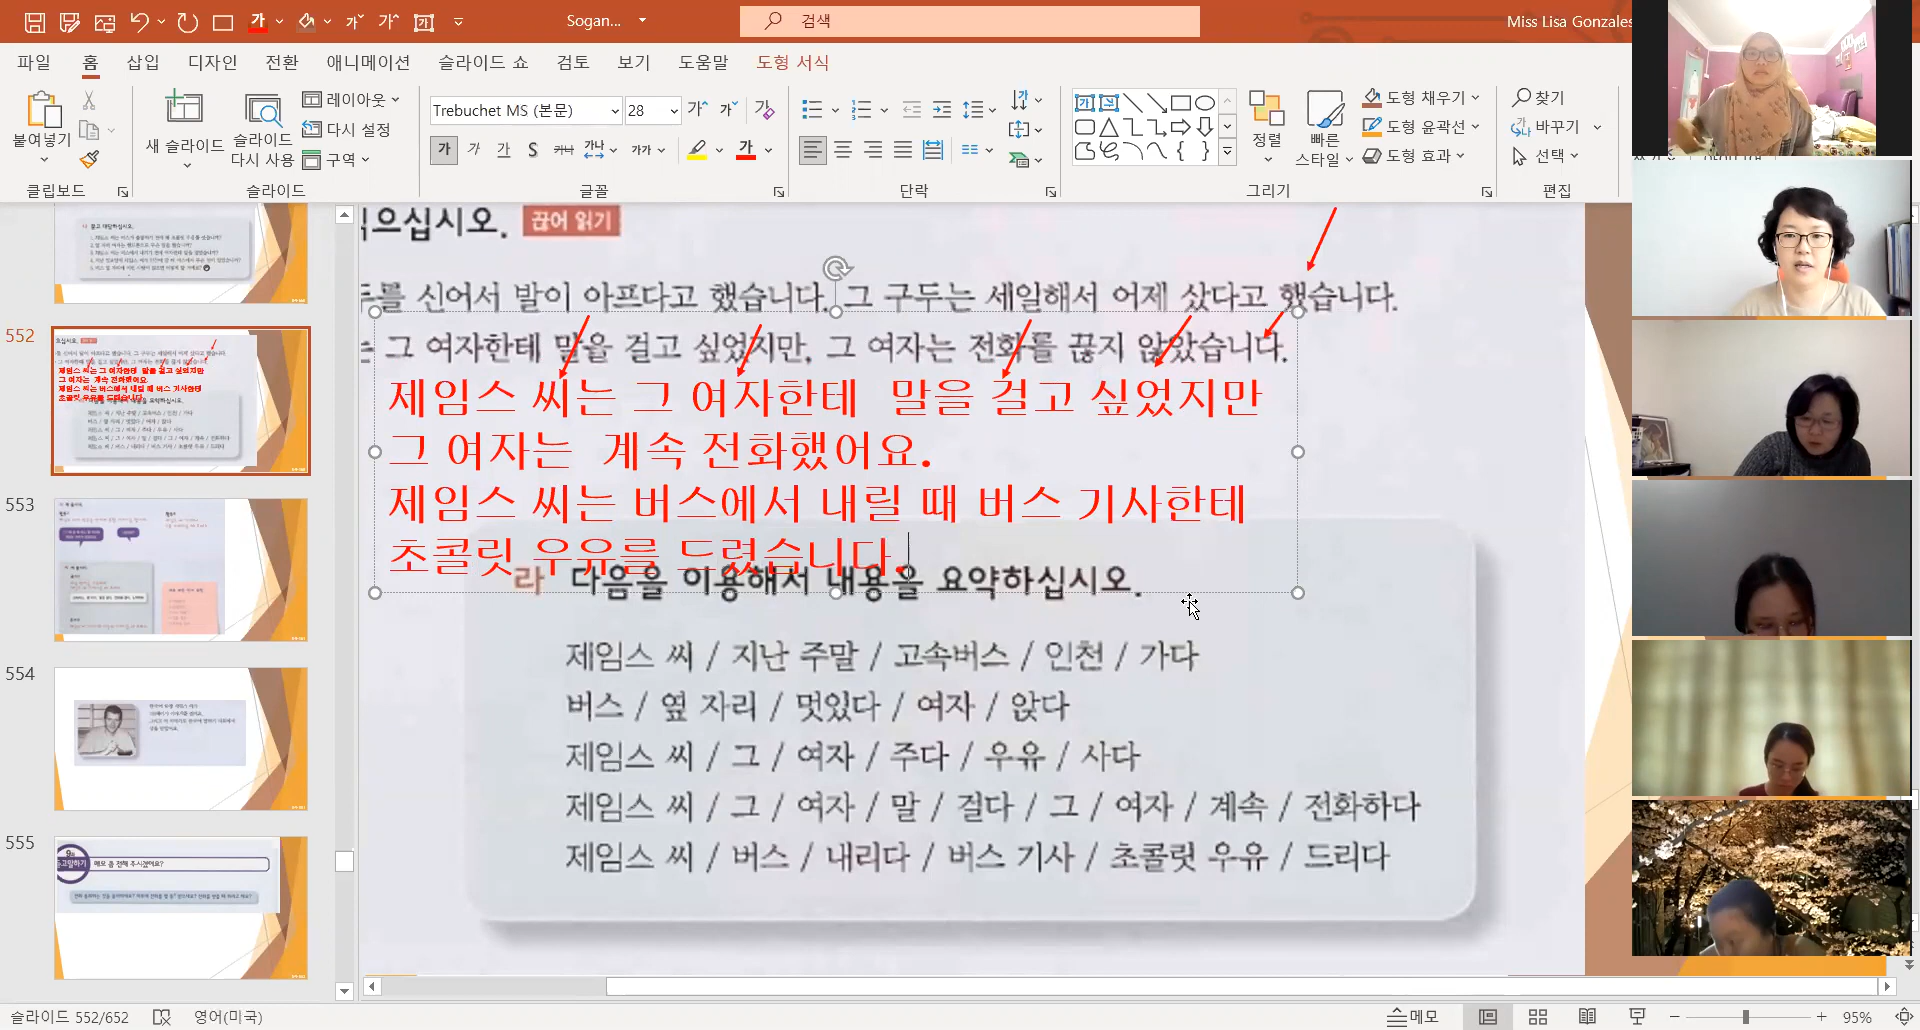 Sogan...
검색
Miss Lisa Gonzales
파일 홈 삽입 디자인 전환 애니메이션 슬라이드 쇼 검토 보기 도움말 도형 서식
붙여넣기
새 슬라이드
슬라이드 다시 사용
레이아웃
다시 설정
구역
Trebuchet MS (본문) 28
정렬
빠른 스타일
도형 채우기
도형 윤곽선
도형 효과
찾기
바꾸기
선택
클립보드 슬라이드 글꼴 단락 그리기 편집
552
553
554
555
메모 좀 전해 주시겠어요?
읽으십시오. 끊어 읽기
를 신어서 발이 아프다고 했습니다. 그 구두는 세일해서 어제 샀다고 했습니다.
그 여자한테 말을 걸고 싶었지만, 그 여자는 전화를 끊지 않았습니다.
제임스 씨는 그 여자한테 말을 걸고 싶었지만
그 여자는 계속 전화했어요.
제임스 씨는 버스에서 내릴 때 버스 기사한테
초콜릿 우유를 드렸습니다.
라 다음을 이용해서 내용을 요약하십시오.
제임스 씨 / 지난 주말 / 고속버스 / 인천 / 가다
버스 / 옆 자리 / 멋있다 / 여자 / 앉다
제임스 씨 / 그 / 여자 / 주다 / 우유 / 사다
제임스 씨 / 그 / 여자 / 말 / 걸다 / 그 / 여자 / 계속 / 전화하다
제임스 씨 / 버스 / 내리다 / 버스 기사 / 초콜릿 우유 / 드리다
슬라이드 552/652 영어(미국) 메모 95%